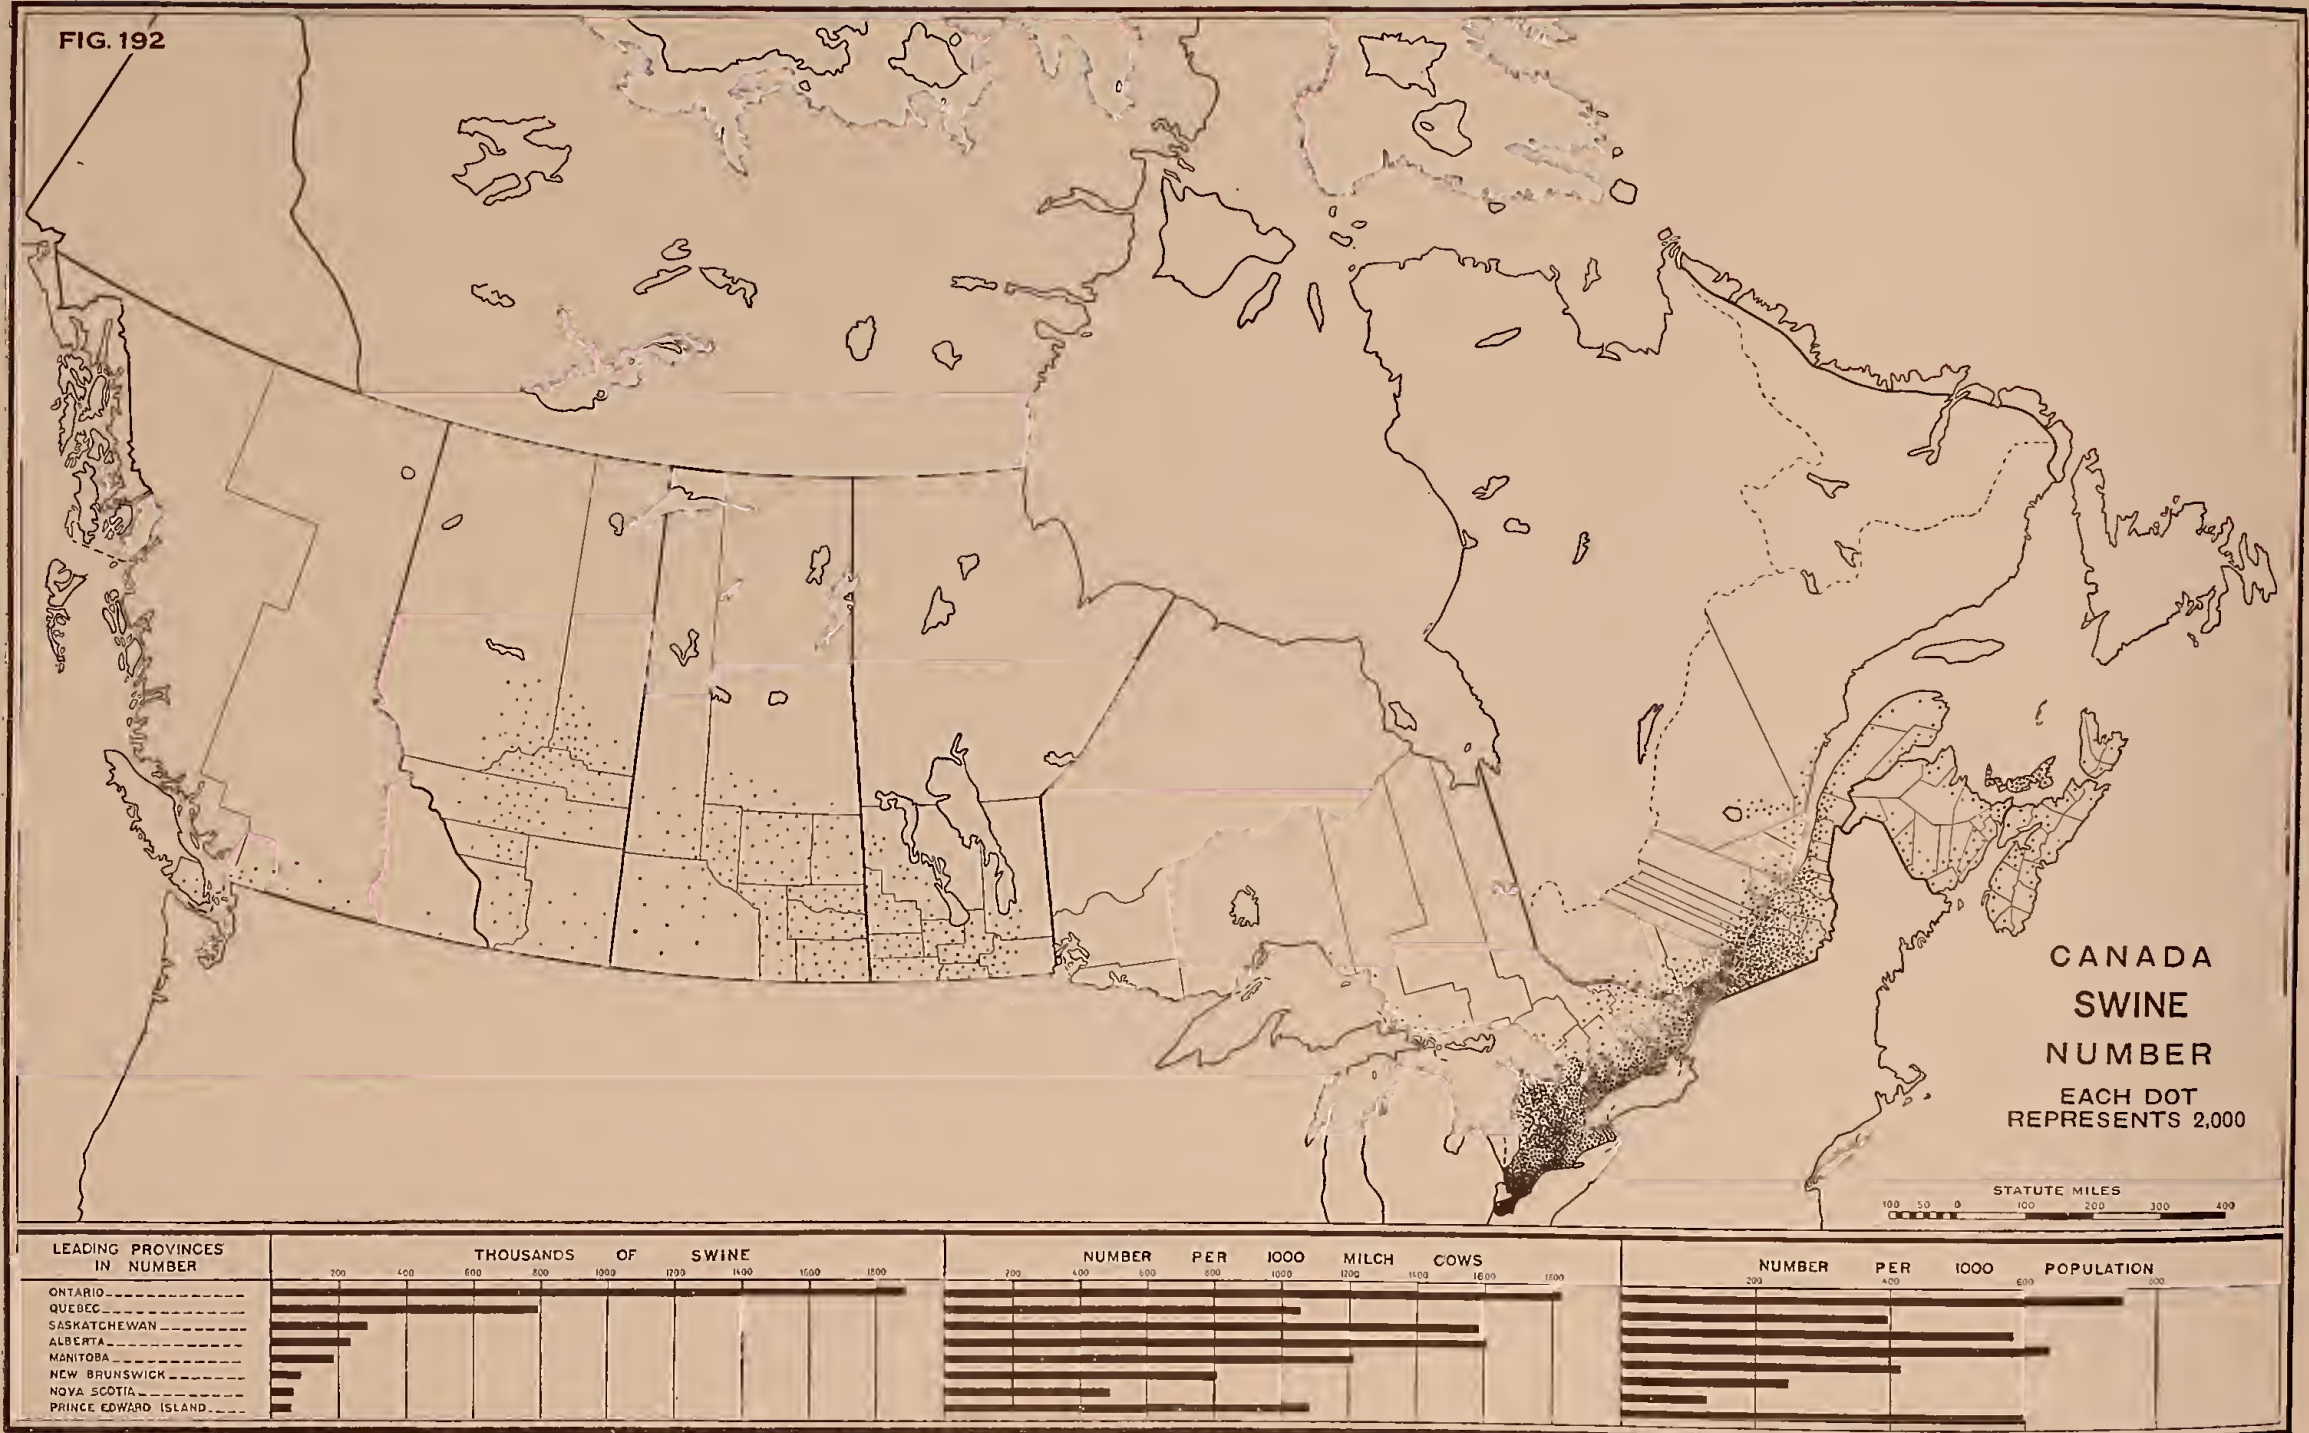 FIG. 192
CANADA
SWINE
NUMBER
EACH DOT
REPRESENTS 2,000
STATUTE MILES
100 50 0 100 200 300 400
LEADING PROVINCES
IN NUMBER
ONTARIO
QUEBEC
SASKATCHEWAN
ALBERTA
MANITOBA
NEW BRUNSWICK
NOVA SCOTIA
PRINCE EDWARD ISLAND
THOUSANDS OF SWINE
200 400 600 800 1000 1200 1400 1600 1800
NUMBER PER 1000 MILCH COWS
200 400 600 800 1000 1200 1400 1600 1800
NUMBER PER 1000 POPULATION
200 400 600 800